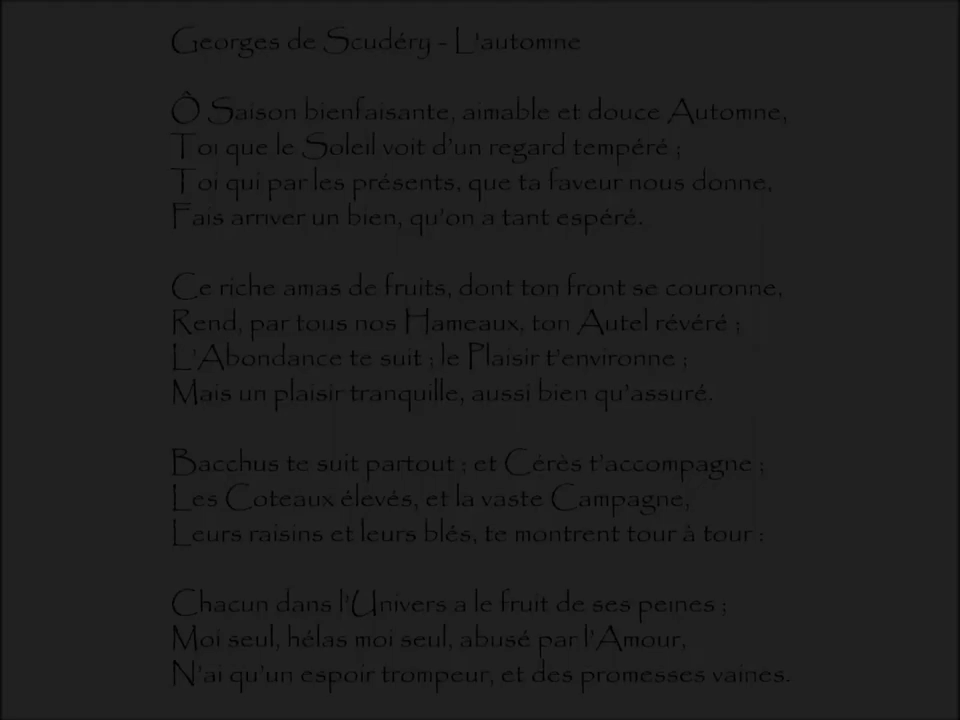 Georges de Scudéry - L'automne
Ô Saison bienfaisante, aimable et douce Automne,
Toi que le Soleil voit d'un regard tempéré ;
Toi qui par les présents, que ta faveur nous donne,
Fais arriver un bien, qu'on a tant espéré.
Ce riche amas de fruits, dont ton front se couronne,
Rend, par tous nos Hameaux, ton Autel révéré ;
L'Abondance te suit ; le Plaisir t'environne ;
Mais un plaisir tranquille, aussi bien qu'assuré.
Bacchus te suit partout ; et Cérès t'accompagne ;
Les Coteaux élevés, et la vaste Campagne,
Leurs raisins et leurs blés, te montrent tour à tour :
Chacun dans l'Univers a le fruit de ses peines ;
Moi seul, hélas moi seul, abusé par l'Amour,
N'ai qu'un espoir trompeur, et des promesses vaines.